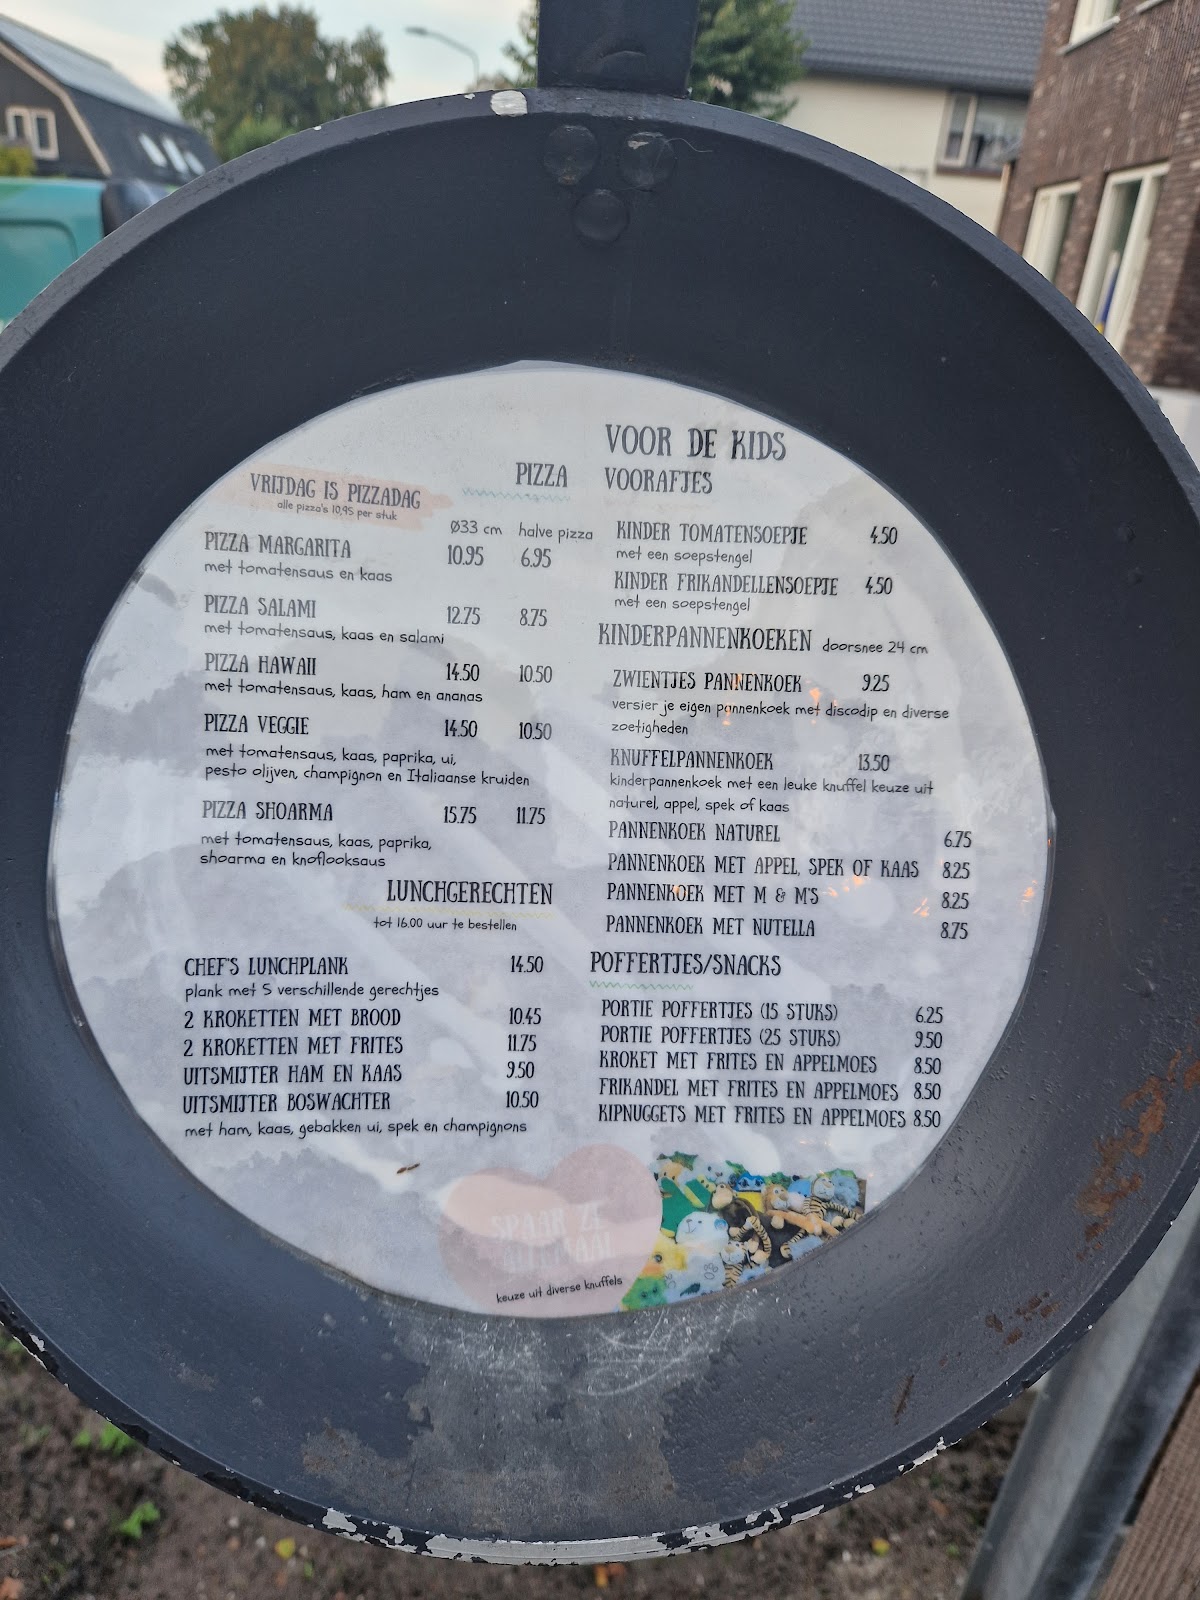 PIZZA
VRIJDAG IS PIZZADAG
alle pizza's 10,95 per stuk
Ø33 cm halve pizza
PIZZA MARGARITA 10.95 6.95
met tomatensaus en kaas
PIZZA SALAMI 12.75 8.75
met tomatensaus, kaas en salami
PIZZA HAWAII 14.50 10.50
met tomatensaus, kaas, ham en ananas
PIZZA VEGGIE 14.50 10.50
met tomatensaus, kaas, paprika, ui,
pesto olijven, champignon en Italiaanse kruiden
PIZZA SHOARMA 15.75 11.75
met tomatensaus, kaas, paprika,
shoarma en knoflooksaus
LUNCHGERECHTEN
tot 16.00 uur te bestellen
CHEF'S LUNCHPLANK 14.50
plank met 5 verschillende gerechtjes
2 KROKETTEN MET BROOD 10.45
2 KROKETTEN MET FRITES 11.75
UITSMIJTER HAM EN KAAS 9.50
UITSMIJTER BOSWACHTER 10.50
met ham, kaas, gebakken ui, spek en champignons
VOOR DE KIDS
VOORAFJES
KINDER TOMATENSOEPJE 4.50
met een soepstengel
KINDER FRIKANDELLENSOEPJE 4.50
met een soepstengel
KINDERPANNENKOEKEN doorsnee 24 cm
ZWIENTJES PANNENKOEK 9.25
versier je eigen pannenkoek met discodip en diverse
zoetigheden
KNUFFELPANNENKOEK 13.50
kinderpannenkoek met een leuke knuffel keuze uit
naturel, appel, spek of kaas
PANNENKOEK NATUREL 6.75
PANNENKOEK MET APPEL, SPEK OF KAAS 8.25
PANNENKOEK MET M & M'S 8.25
PANNENKOEK MET NUTELLA 8.75
POFFERTJES/SNACKS
PORTIE POFFERTJES (15 STUKS) 6.25
PORTIE POFFERTJES (25 STUKS) 9.50
KROKET MET FRITES EN APPELMOES 8.50
FRIKANDEL MET FRITES EN APPELMOES 8.50
KIPNUGGETS MET FRITES EN APPELMOES 8.50
SPAAR ZE
ALLEMAAL
keuze uit diverse knuffels